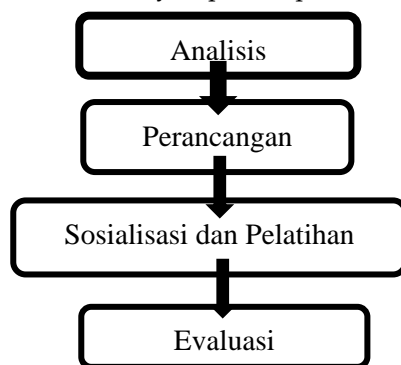 Analisis
Perancangan
Sosialisasi dan Pelatihan
Evaluasi